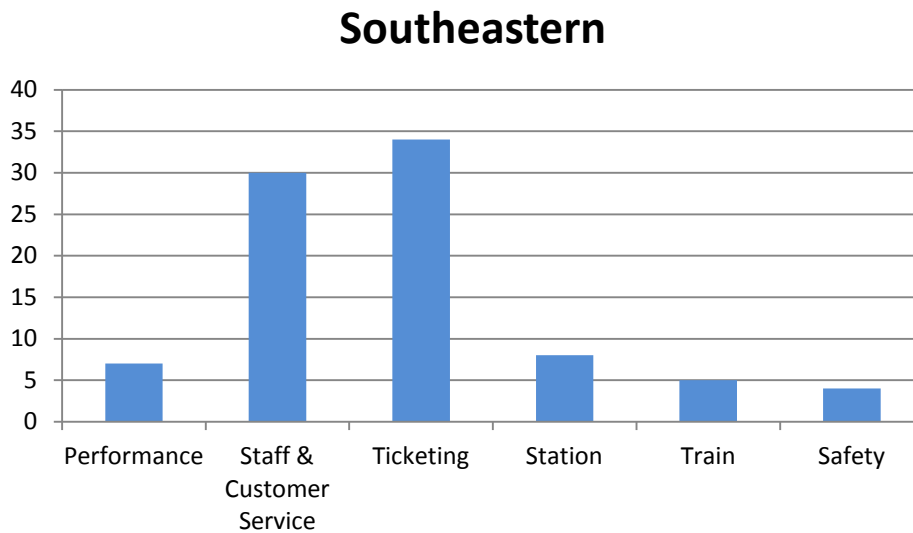 Southeastern
40
35
30
25
20
15
10
5
0
Performance
Staff &
Customer
Service
Ticketing
Station
Train
Safety